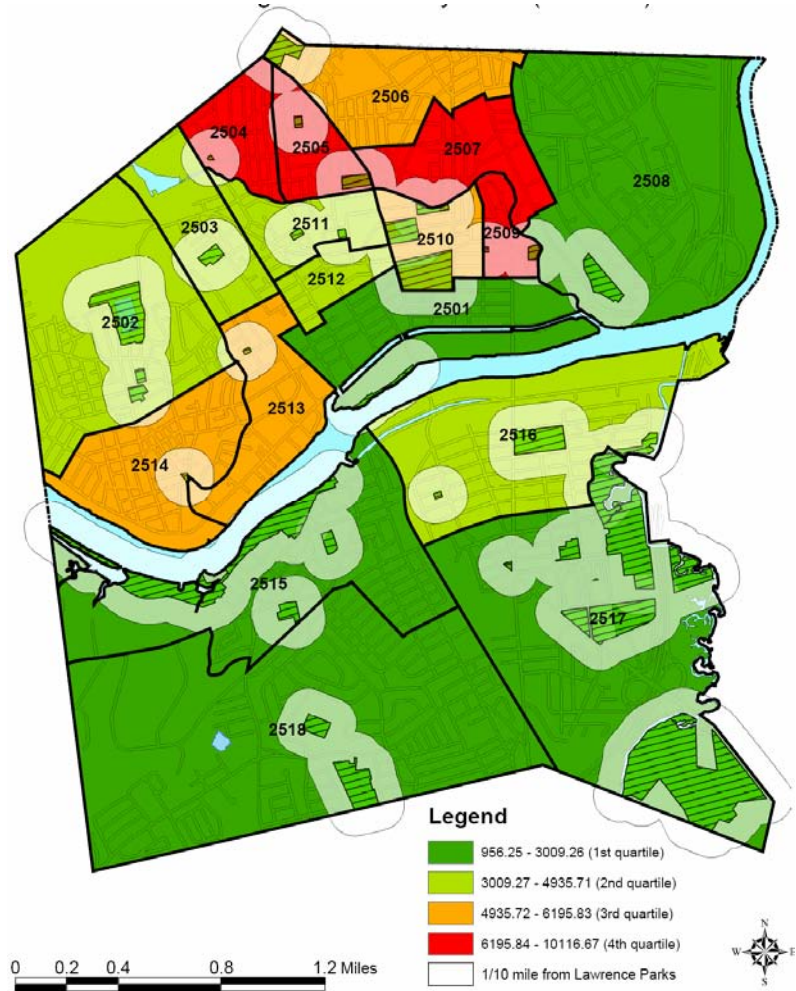 2506
2504
2505
2507
2508
2503
2511
2510
2509
2512
2502
2501
2513
2516
2514
2515
2517
2518
Legend
956.25 - 3009.26 (1st quartile)
3009.27 - 4935.71 (2nd quartile)
4935.72 - 6195.83 (3rd quartile)
6195.84 - 10116.67 (4th quartile)
1/10 mile from Lawrence Parks
0 0.2 0.4 0.8 1.2 Miles
N
W E
S